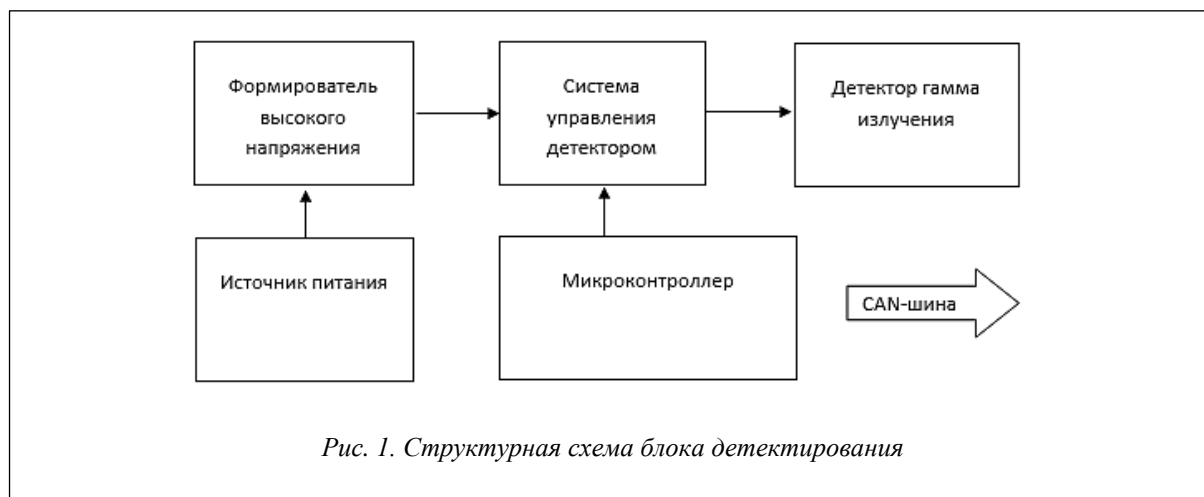 Формирователь
высокого
напряжения
Система
управления
детектором
Детектор гамма
излучения
Источник питания
Микроконтроллер
CAN-шина
Рис. 1. Структурная схема блока детектирования